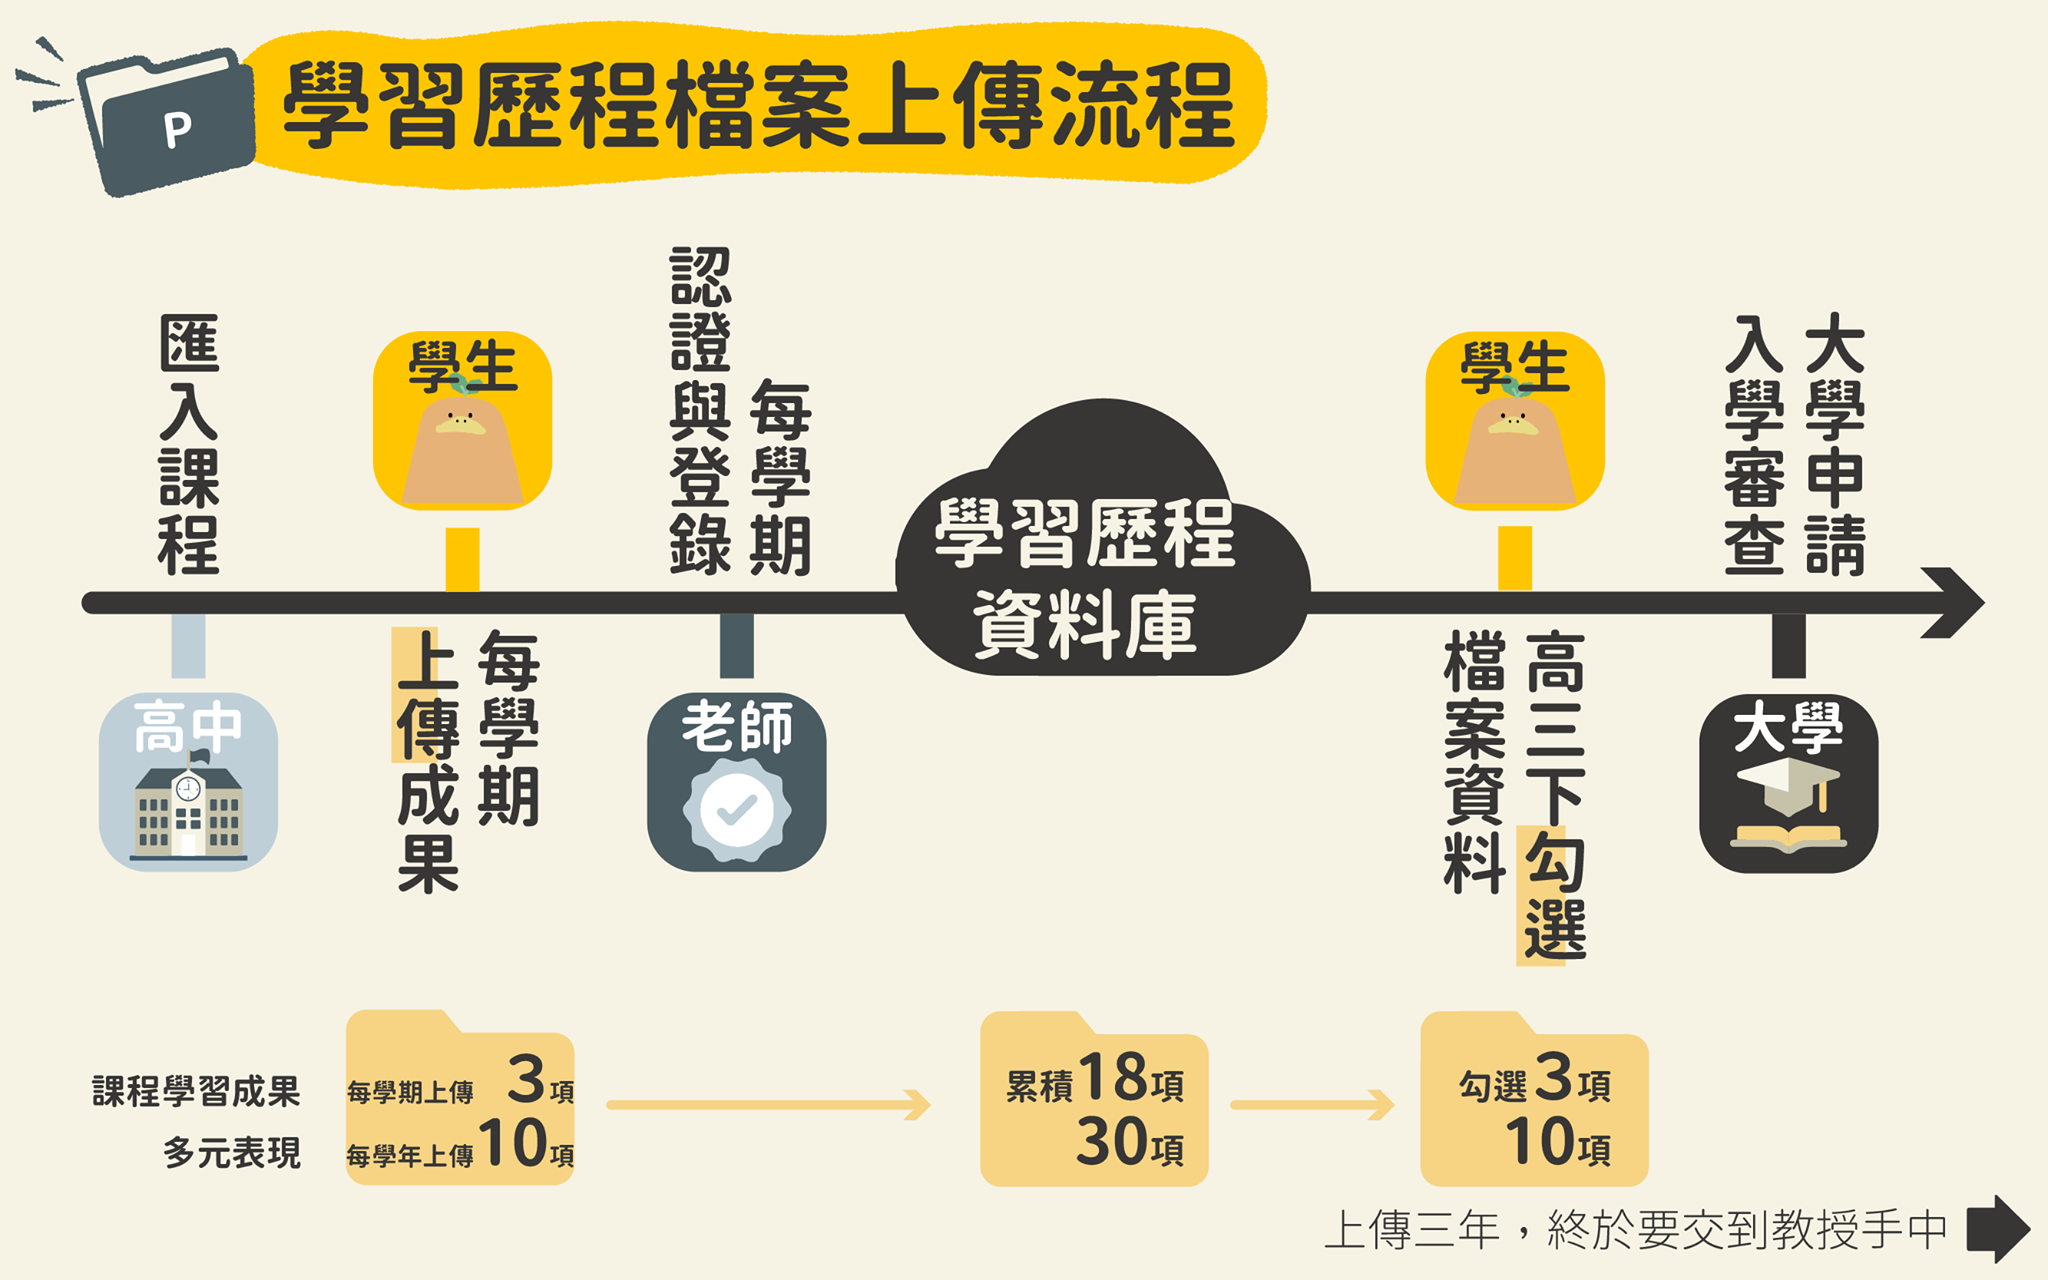 P
學習歷程檔案上傳流程
匯入課程
高中
學生
每學期
上傳成果
每學期
認證與登錄
老師
學習歷程
資料庫
學生
高三下勾選
檔案資料
大學申請
入學審查
大學
課程學習成果 每學期上傳 3項
多元表現 每學年上傳 10項
累積18項
30項
勾選3項
10項
上傳三年，終於要交到教授手中